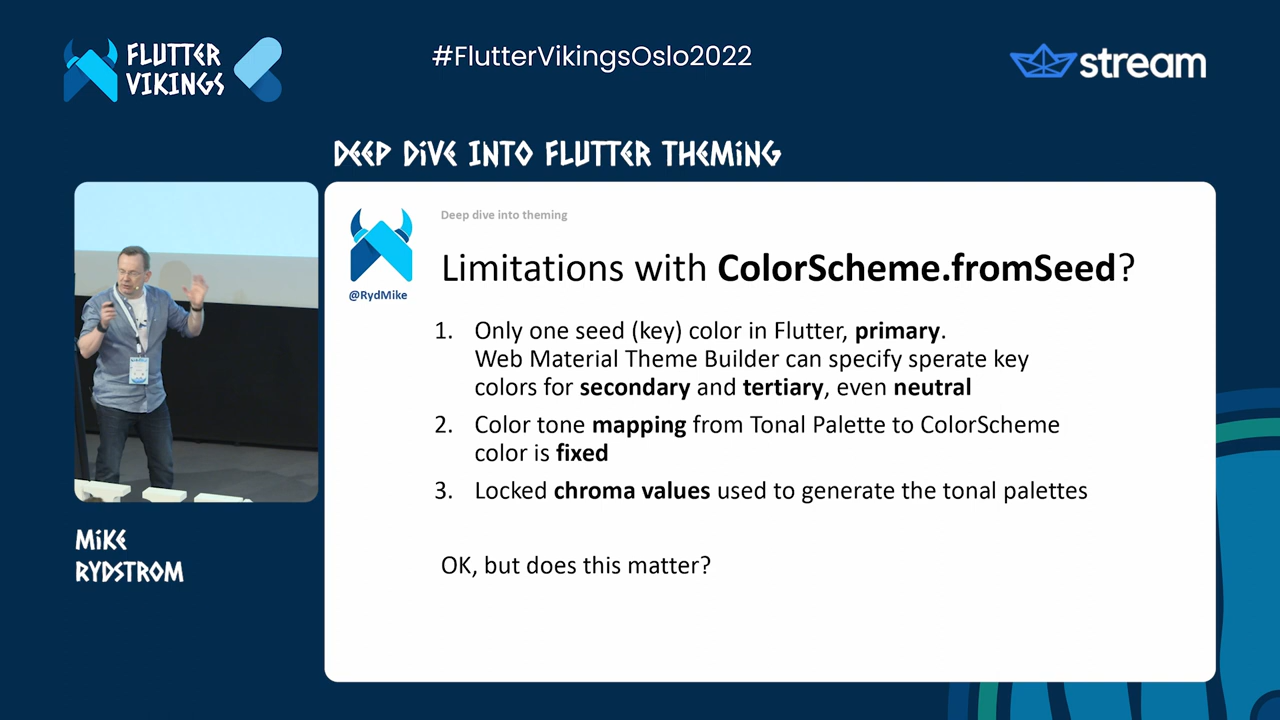 FLUTTER
VIKINGS
#FlutterVikingsOslo2022
stream
DEEP DIVE INTO FLUTTER THEMING
Deep dive into theming
Limitations with ColorScheme.fromSeed?
@RydMike
1. Only one seed (key) color in Flutter, primary.
Web Material Theme Builder can specify sperate key
colors for secondary and tertiary, even neutral
2. Color tone mapping from Tonal Palette to ColorScheme
color is fixed
3. Locked chroma values used to generate the tonal palettes
OK, but does this matter?
MIKE
RYDSTROM